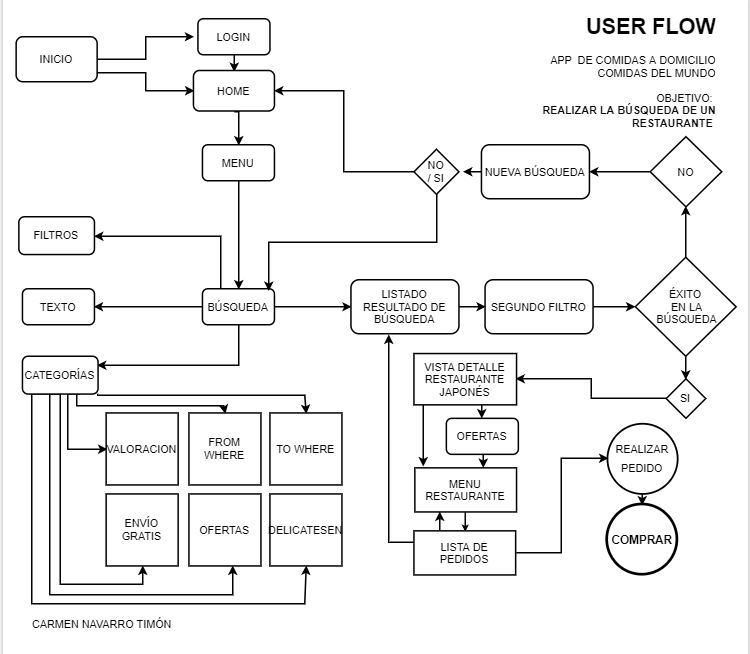 USER FLOW
APP DE COMIDAS A DOMICILIO
COMIDAS DEL MUNDO
OBJETIVO:
REALIZAR LA BÚSQUEDA DE UN
RESTAURANTE
INICIO
LOGIN
HOME
MENU
NO
/ SI
NUEVA BÚSQUEDA
NO
FILTROS
TEXTO
BÚSQUEDA
LISTADO
RESULTADO DE
BÚSQUEDA
SEGUNDO FILTRO
ÉXITO
EN LA
BÚSQUEDA
CATEGORÍAS
VISTA DETALLE
RESTAURANTE
JAPONÉS
SI
VALORACION
FROM
WHERE
TO WHERE
OFERTAS
REALIZAR
PEDIDO
MENU
RESTAURANTE
ENVÍO
GRATIS
OFERTAS
DELICATESEN
LISTA DE
PEDIDOS
COMPRAR
CARMEN NAVARRO TIMÓN